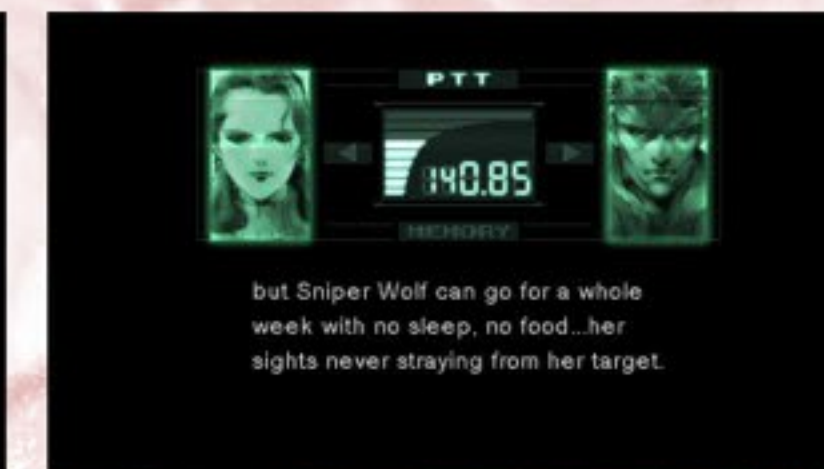 PTT
140.85
MEMORY
but Sniper Wolf can go for a whole
week with no sleep, no food...her
sights never straying from her target.